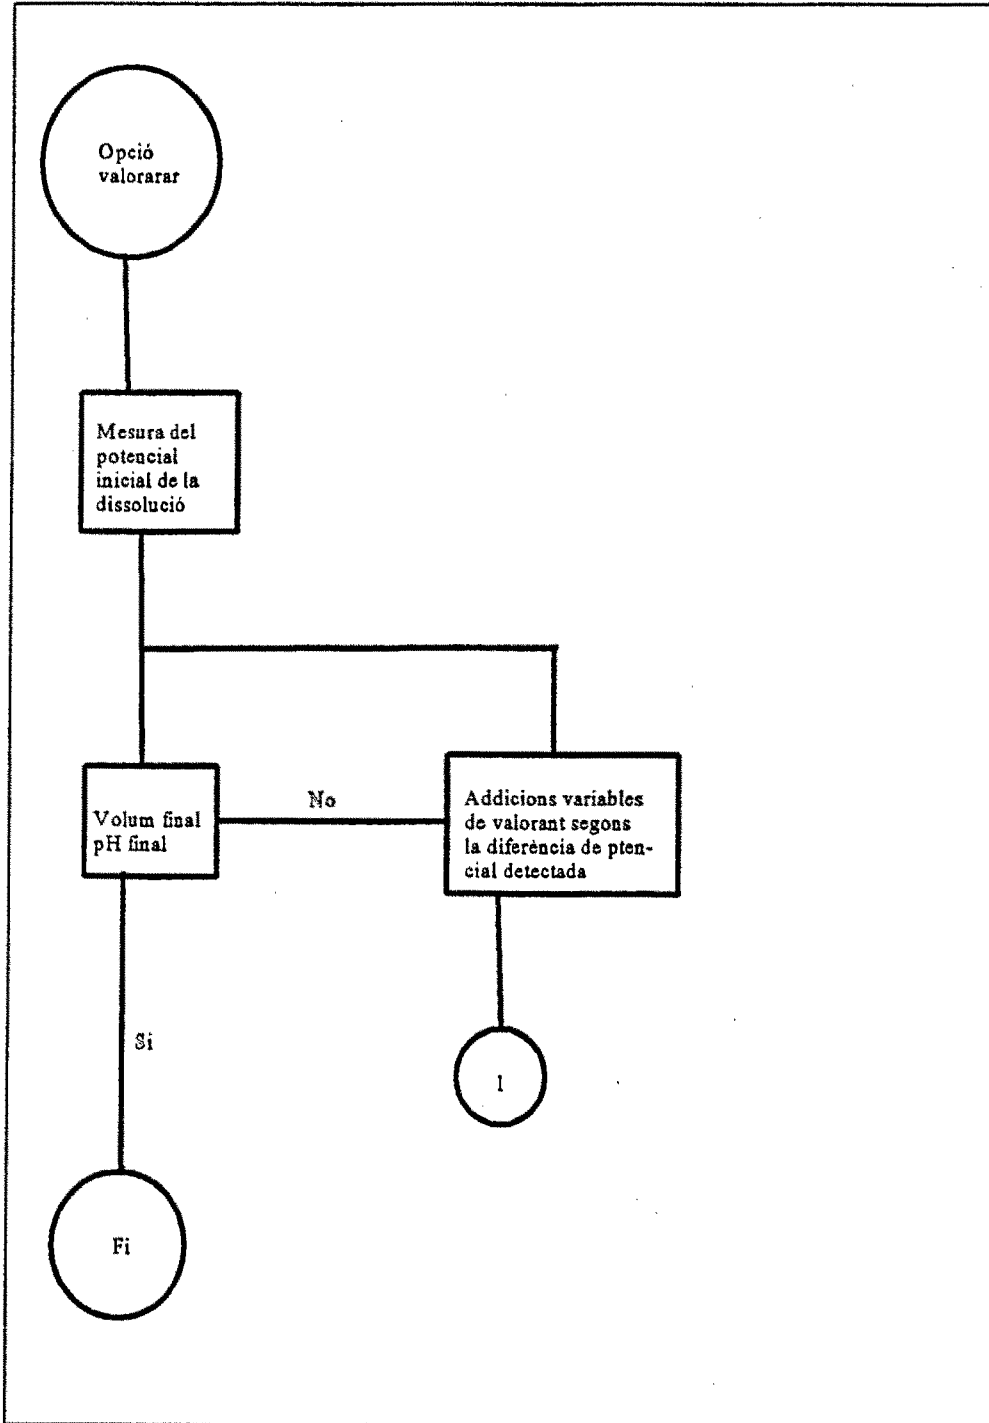 Opció
valorarar
Mesura del
potencial
inicial de la
dissolució
Volum final
pH final
No
Addicions variables
de valorant segons
la diferència de pten-
cial detectada
Si
1
Fi